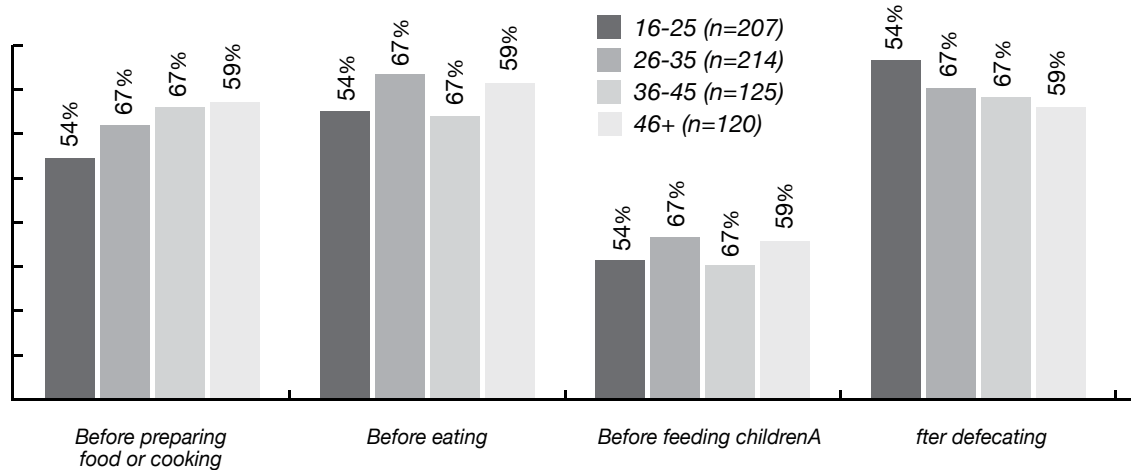 16-25 (n=207)
26-35 (n=214)
36-45 (n=125)
46+ (n=120)
54%
67%
67%
59%
54%
67%
67%
59%
54%
67%
67%
59%
54%
67%
67%
59%
Before preparing
food or cooking
Before eating
Before feeding childrenA
fter defecating